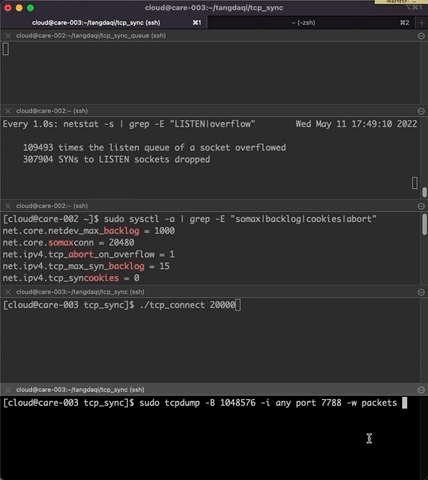 cloud@care-003:~/tangdaqi/tcp_sync
cloud@care-003:~/tangdaqi/tcp_sync (ssh) ⌘1 ~ (-zsh) ⌘2
cloud@care-003:~/tangdaqi/tcp_sync_queue (ssh)
cloud@care-002:~ (ssh)
Every 1.0s: netstat -s | grep -E "LISTEN|overflow" Wed May 11 17:49:10 2022
109493 times the listen queue of a socket overflowed
307904 SYNs to LISTEN sockets dropped
cloud@care-002:~ (ssh)
[cloud@care-002 ~]$ sudo sysctl -a | grep -E "somax|backlog|cookies|abort"
net.core.netdev_max_backlog = 1000
net.core.somaxconn = 20480
net.ipv4.tcp_abort_on_overflow = 1
net.ipv4.tcp_max_syn_backlog = 15
net.ipv4.tcp_syncookies = 0
cloud@care-003:~/tangdaqi/tcp_sync (ssh)
[cloud@care-003 tcp_sync]$ ./tcp_connect 20000
cloud@care-003:~/tangdaqi/tcp_sync (ssh)
[cloud@care-003 tcp_sync]$ sudo tcpdump -B 1048576 -i any port 7788 -w packets